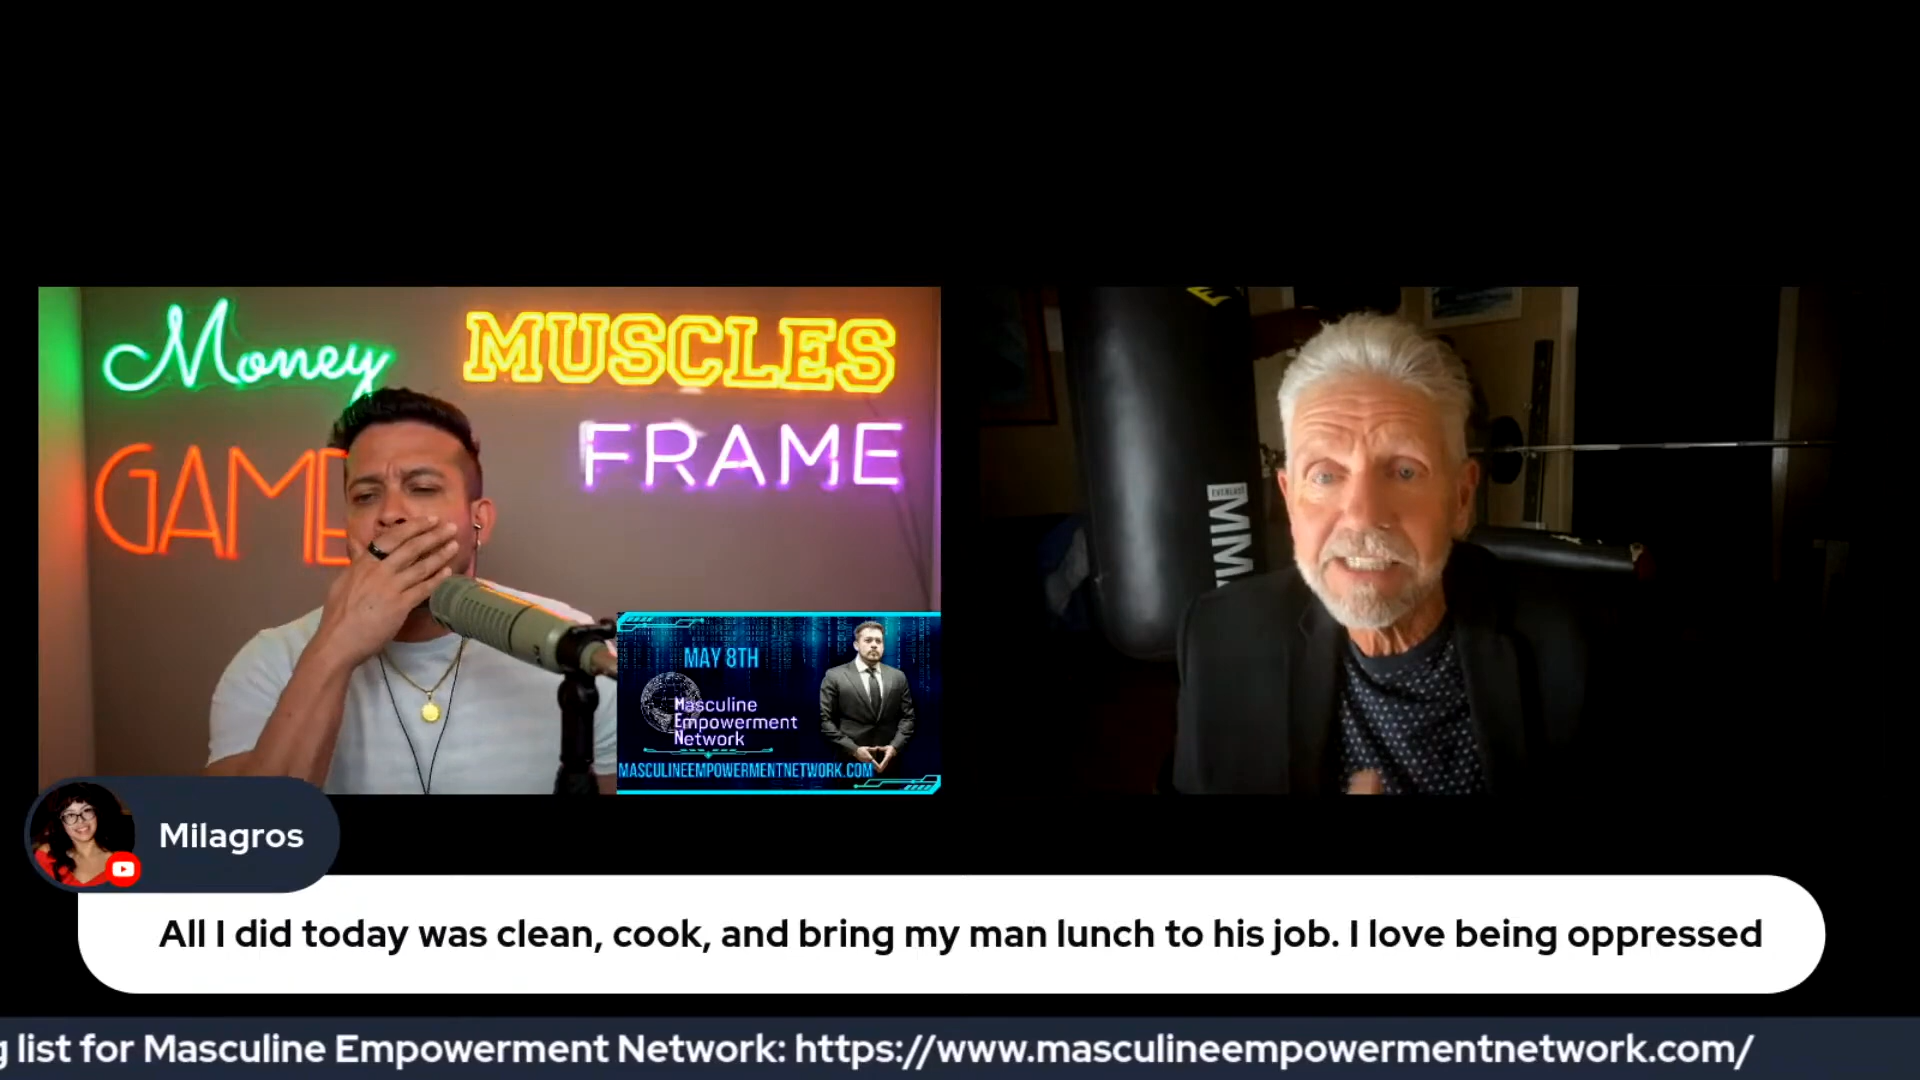 Money
MUSCLES
GAME
FRAME
EVERLAST
MMA
MAY 8TH
Masculine
Empowerment
Network
MASCULINEEMPOWERMENTNETWORK.COM
Milagros
All I did today was clean, cook, and bring my man lunch to his job. I love being oppressed
g list for Masculine Empowerment Network: https://www.masculineempowermentnetwork.com/